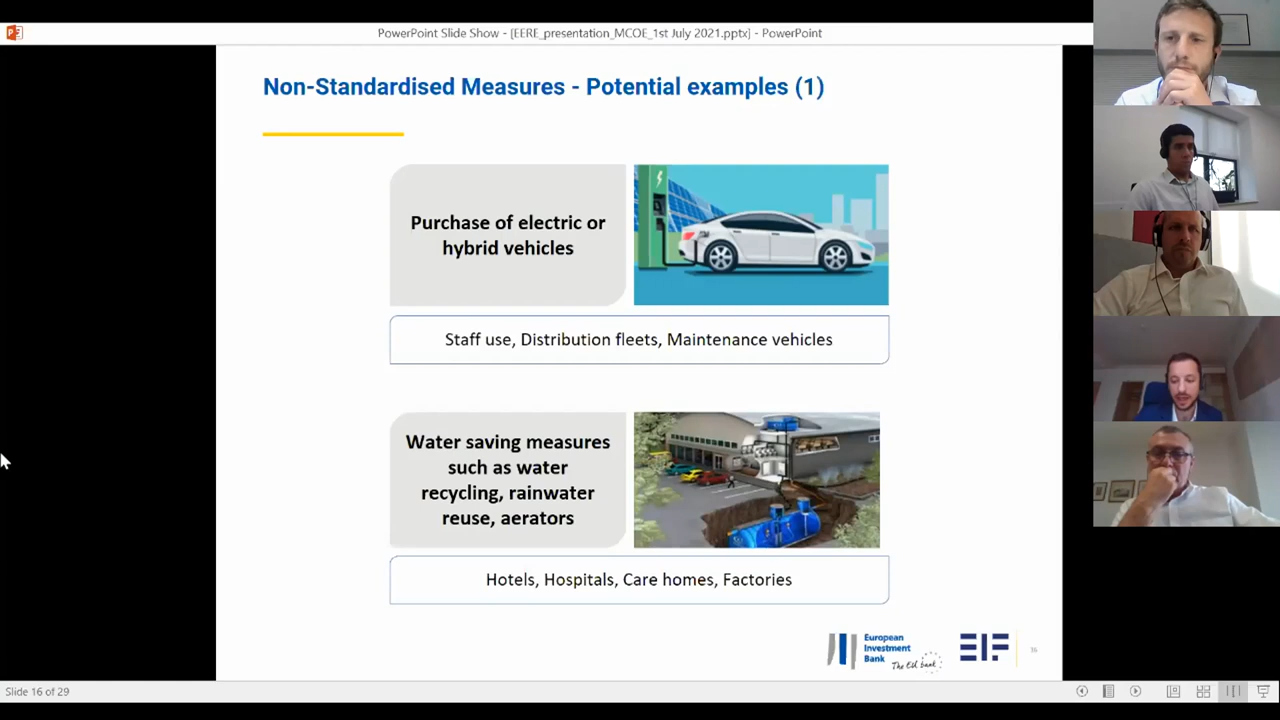 PowerPoint Slide Show - [EERE_presentation_MCOE_1st July 2021.pptx] - PowerPoint
Non-Standardised Measures - Potential examples (1)
Purchase of electric or
hybrid vehicles
Staff use, Distribution fleets, Maintenance vehicles
Water saving measures
such as water
recycling, rainwater
reuse, aerators
Hotels, Hospitals, Care homes, Factories
European
Investment
Bank
The EU bank
EIF
16
Slide 16 of 29